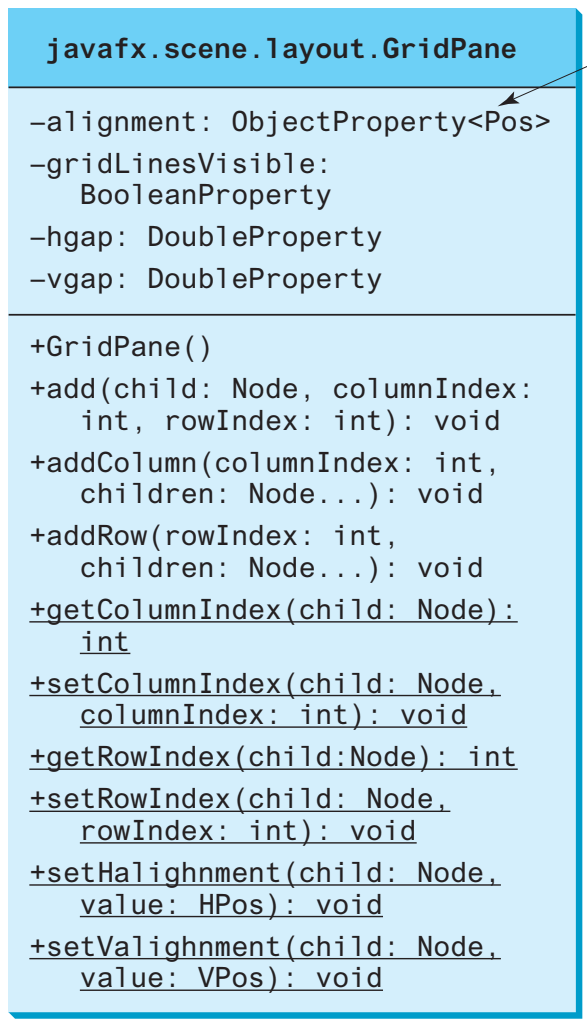 javafx.scene.layout.GridPane
–alignment: ObjectProperty<Pos>
–gridLinesVisible:
BooleanProperty
–hgap: DoubleProperty
–vgap: DoubleProperty
+GridPane()
+add(child: Node, columnIndex:
int, rowIndex: int): void
+addColumn(columnIndex: int,
children: Node...): void
+addRow(rowIndex: int,
children: Node...): void
+getColumnIndex(child: Node):
int
+setColumnIndex(child: Node,
columnIndex: int): void
+getRowIndex(child:Node): int
+setRowIndex(child: Node,
rowIndex: int): void
+setHalighnment(child: Node,
value: HPos): void
+setValighnment(child: Node,
value: VPos): void